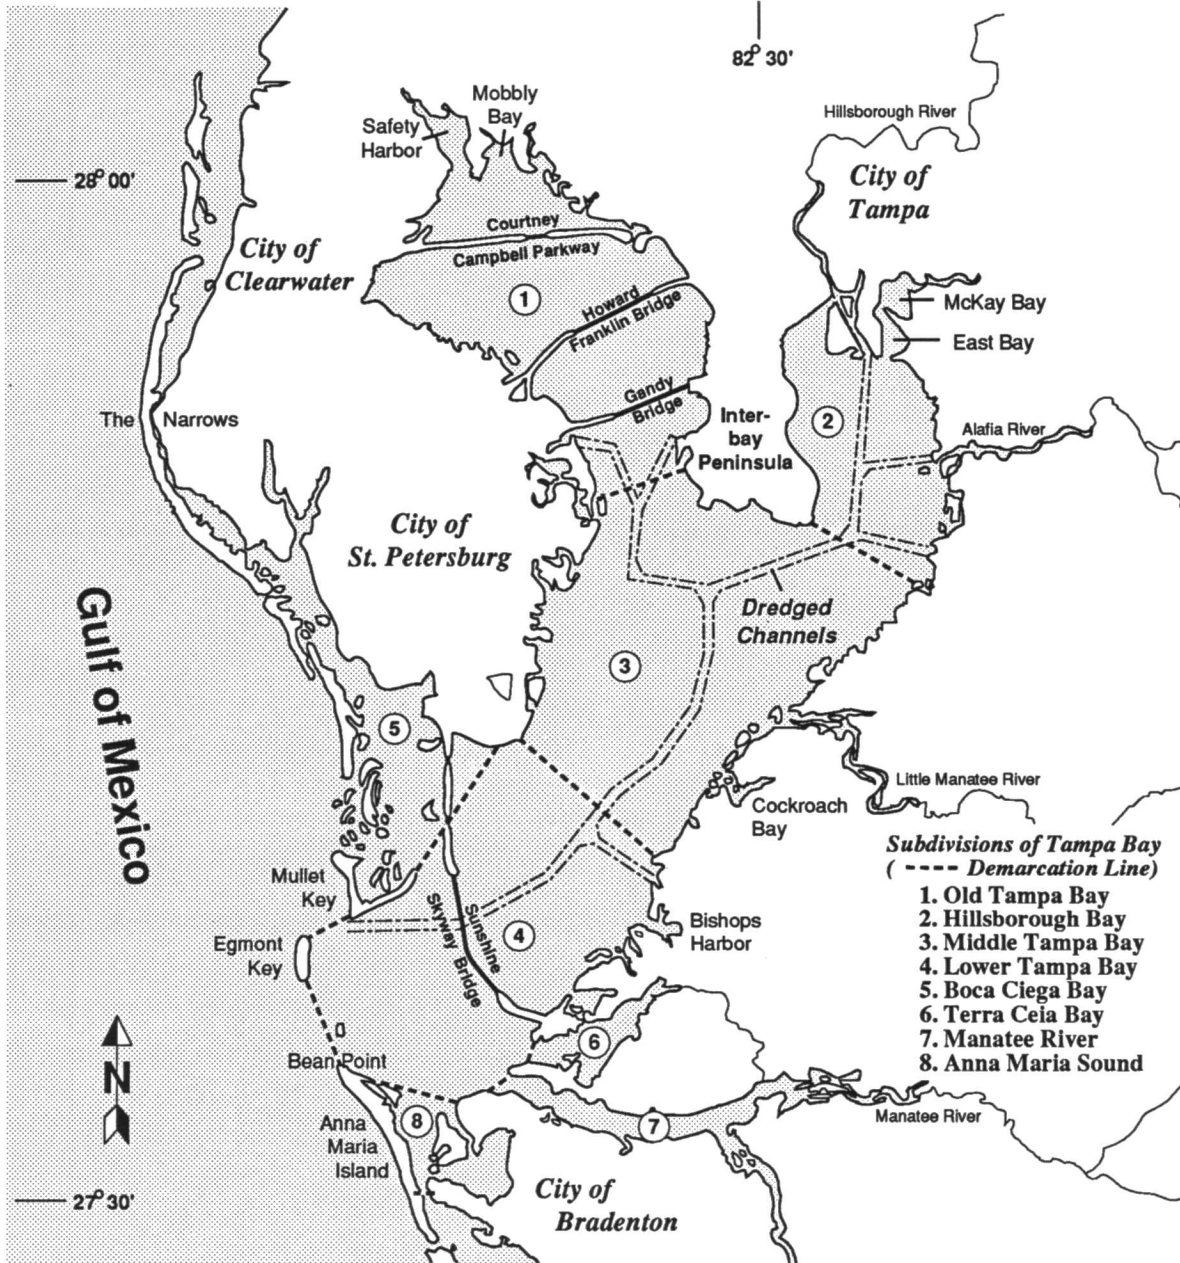 82° 30'
Mobbly
Bay
Safety
Harbor
Hillsborough River
28° 00'
City of
Tampa
Courtney
Campbell Parkway
City of
Clearwater
1
Howard
Franklin Bridge
McKay Bay
East Bay
Gandy
Bridge
The Narrows
Inter-
bay
Peninsula
2
Alafia River
City of
St. Petersburg
Gulf of Mexico
Dredged
Channels
3
5
Little Manatee River
Cockroach
Bay
Subdivisions of Tampa Bay
( ---- Demarcation Line)
1. Old Tampa Bay
2. Hillsborough Bay
3. Middle Tampa Bay
4. Lower Tampa Bay
5. Boca Ciega Bay
6. Terra Ceia Bay
7. Manatee River
8. Anna Maria Sound
Mullet
Key
Sunshine
Skyway Bridge
4
Bishops
Harbor
Egmont
Key
6
Bean Point
N
Anna
Maria
Island
8
7
Manatee River
27° 30'
City of
Bradenton